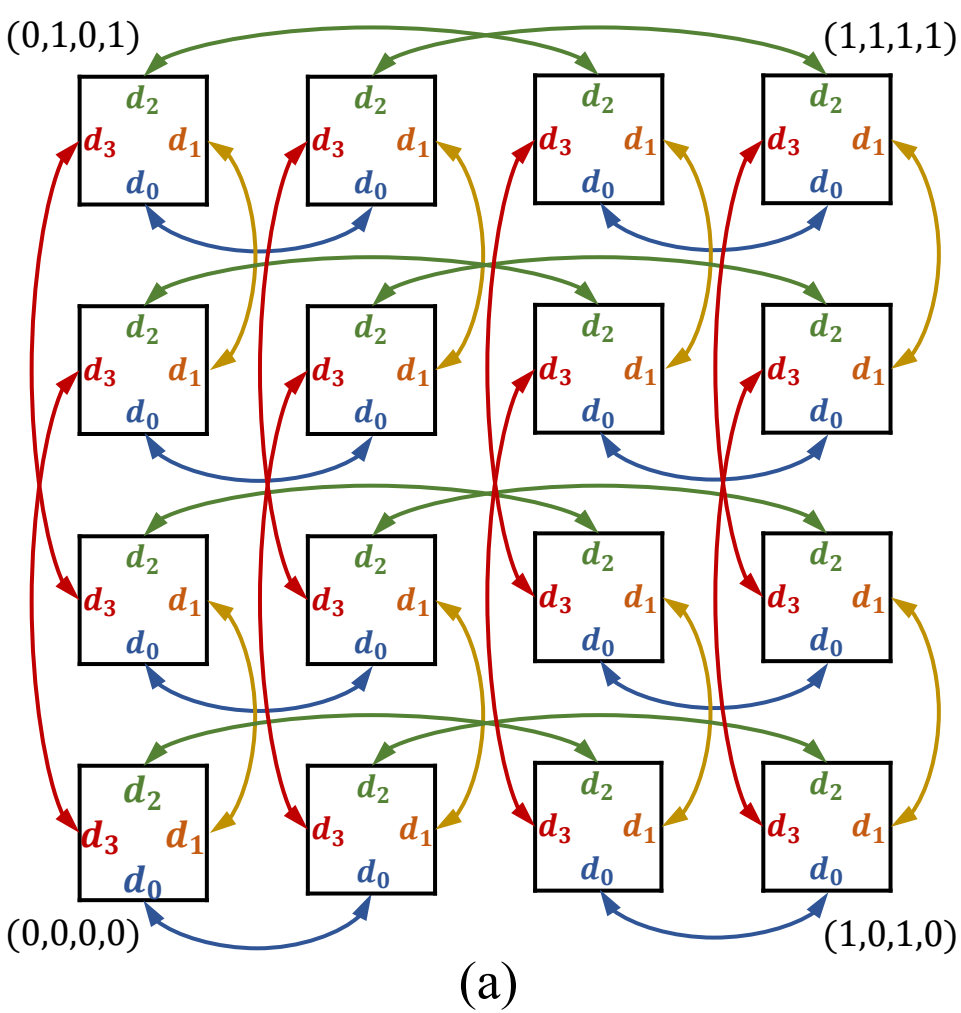 (0,1,0,1) (1,1,1,1)
d₂ d₂ d₂ d₂
d₃ d₁ d₃ d₁ d₃ d₁ d₃ d₁
d₀ d₀ d₀ d₀
d₂ d₂ d₂ d₂
d₃ d₁ d₃ d₁ d₃ d₁ d₃ d₁
d₀ d₀ d₀ d₀
d₂ d₂ d₂ d₂
d₃ d₁ d₃ d₁ d₃ d₁ d₃ d₁
d₀ d₀ d₀ d₀
d₂ d₂ d₂ d₂
d₃ d₁ d₃ d₁ d₃ d₁ d₃ d₁
d₀ d₀ d₀ d₀
(0,0,0,0) (1,0,1,0)
(a)